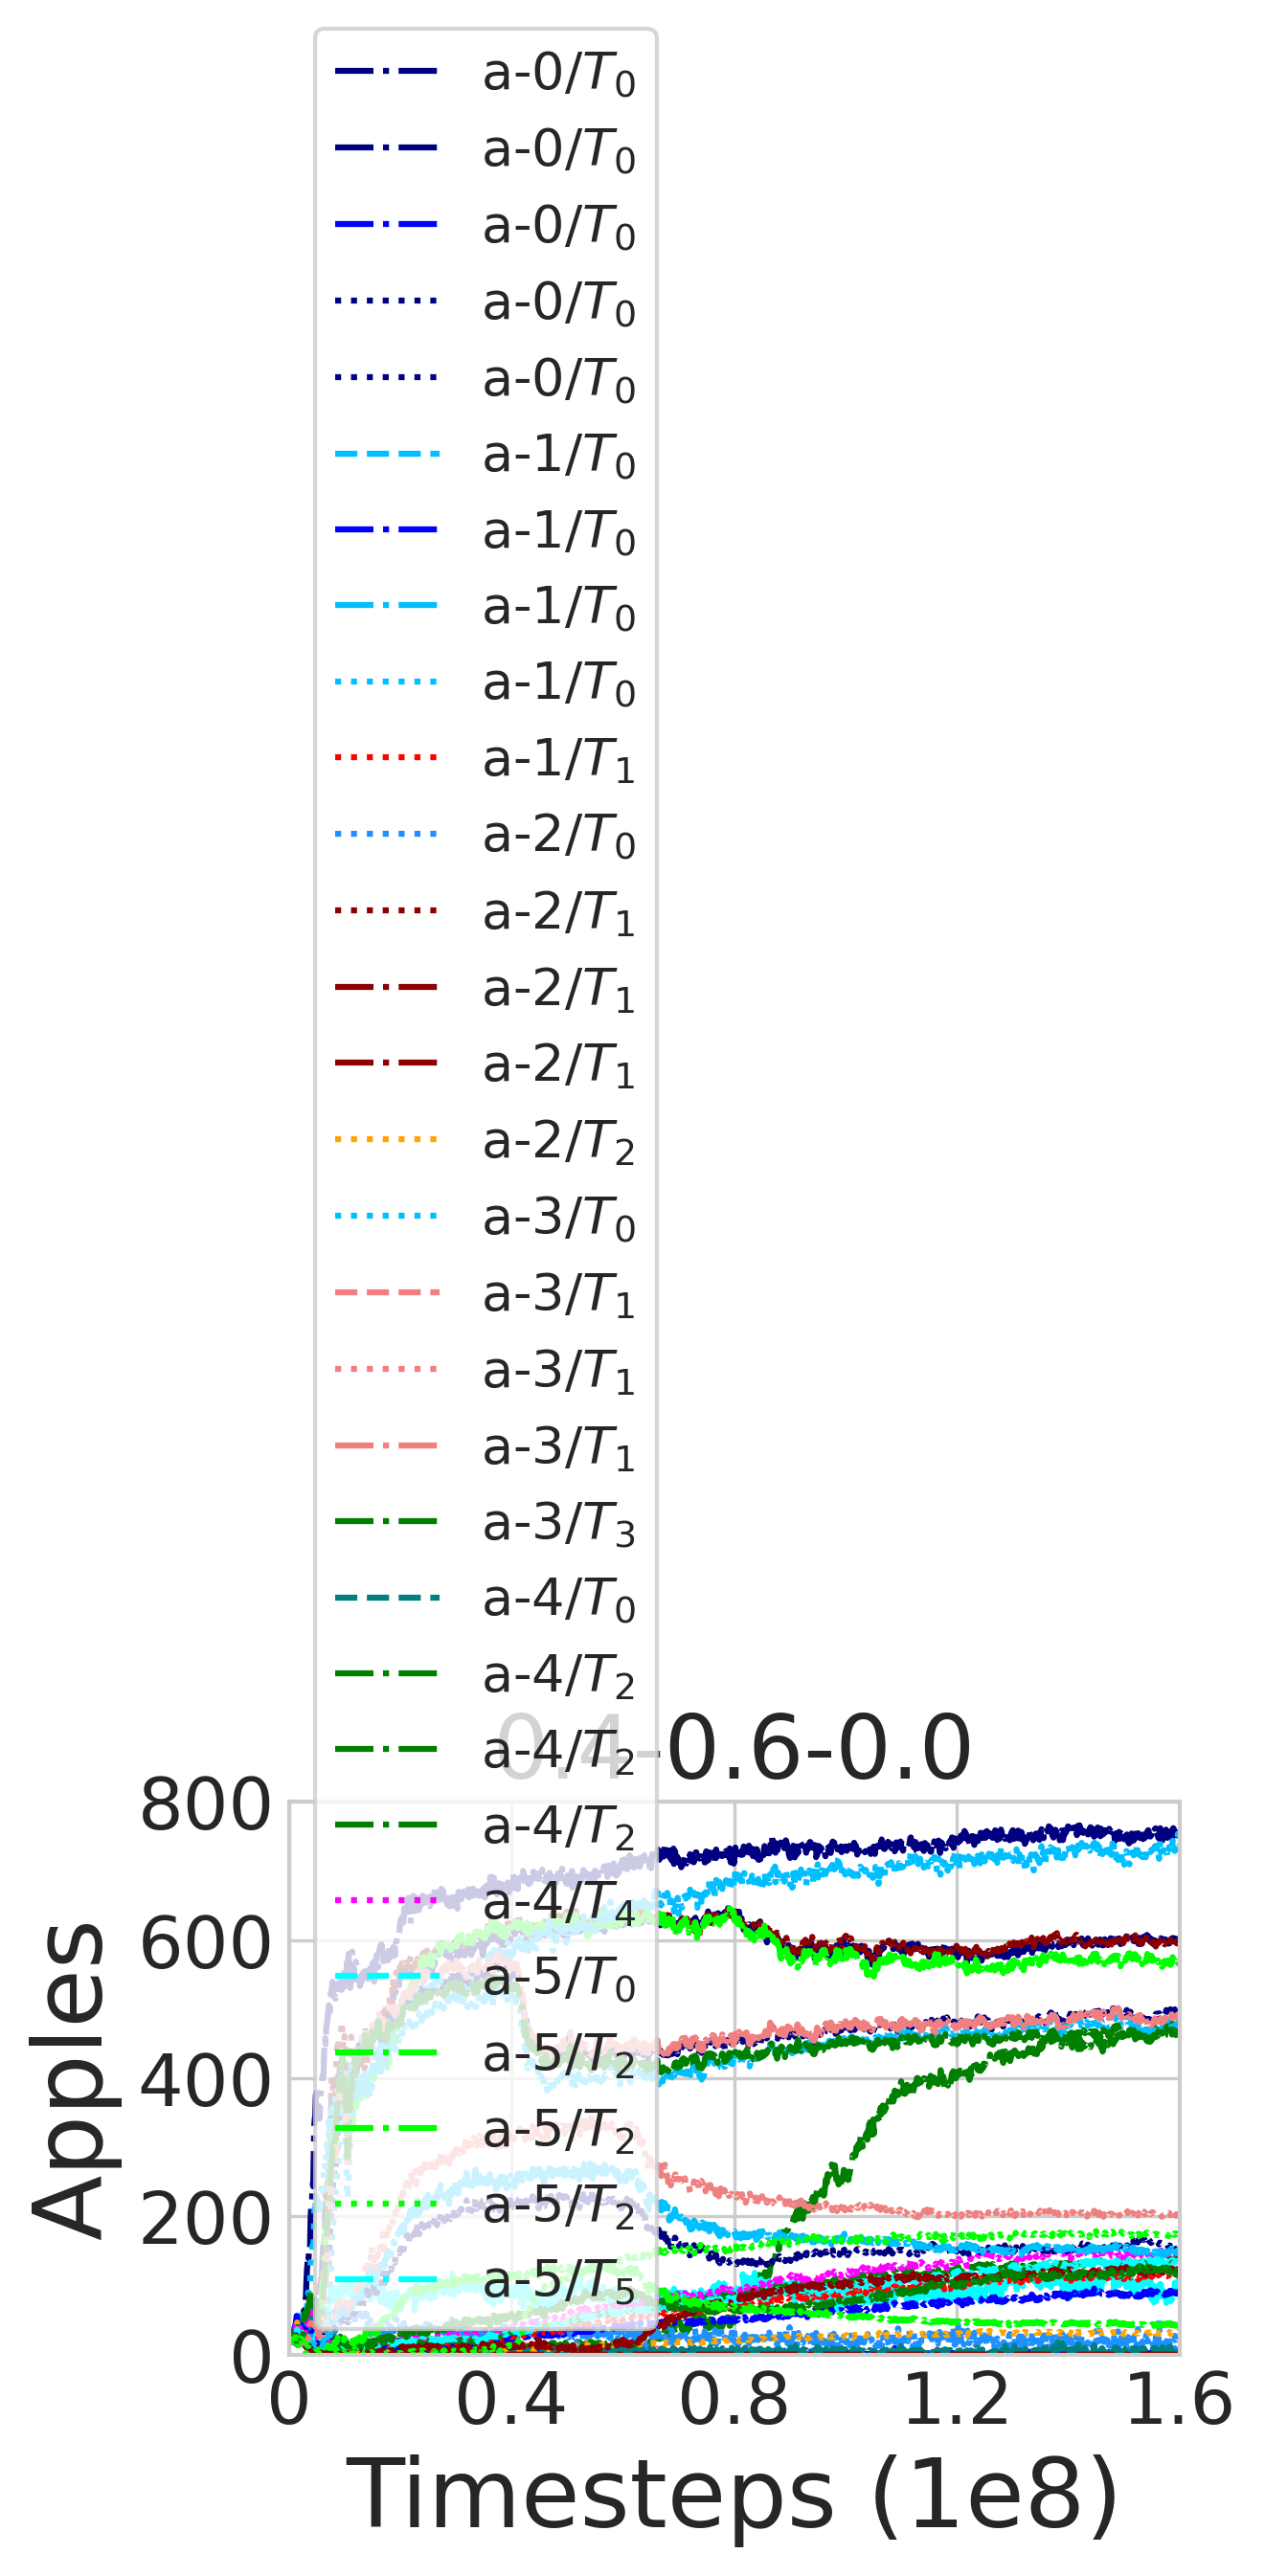 a-0/T₀
a-0/T₀
a-0/T₀
a-0/T₀
a-0/T₀
a-1/T₀
a-1/T₀
a-1/T₀
a-1/T₀
a-1/T₁
a-2/T₀
a-2/T₁
a-2/T₁
a-2/T₁
a-2/T₂
a-3/T₀
a-3/T₁
a-3/T₁
a-3/T₁
a-3/T₃
a-4/T₀
a-4/T₂
a-4/T₂
a-4/T₂
a-4/T₄
a-5/T₀
a-5/T₂
a-5/T₂
a-5/T₂
a-5/T₅
0.4-0.6-0.0
800
600
400
200
0
Apples
0 0.4 0.8 1.2 1.6
Timesteps (1e8)